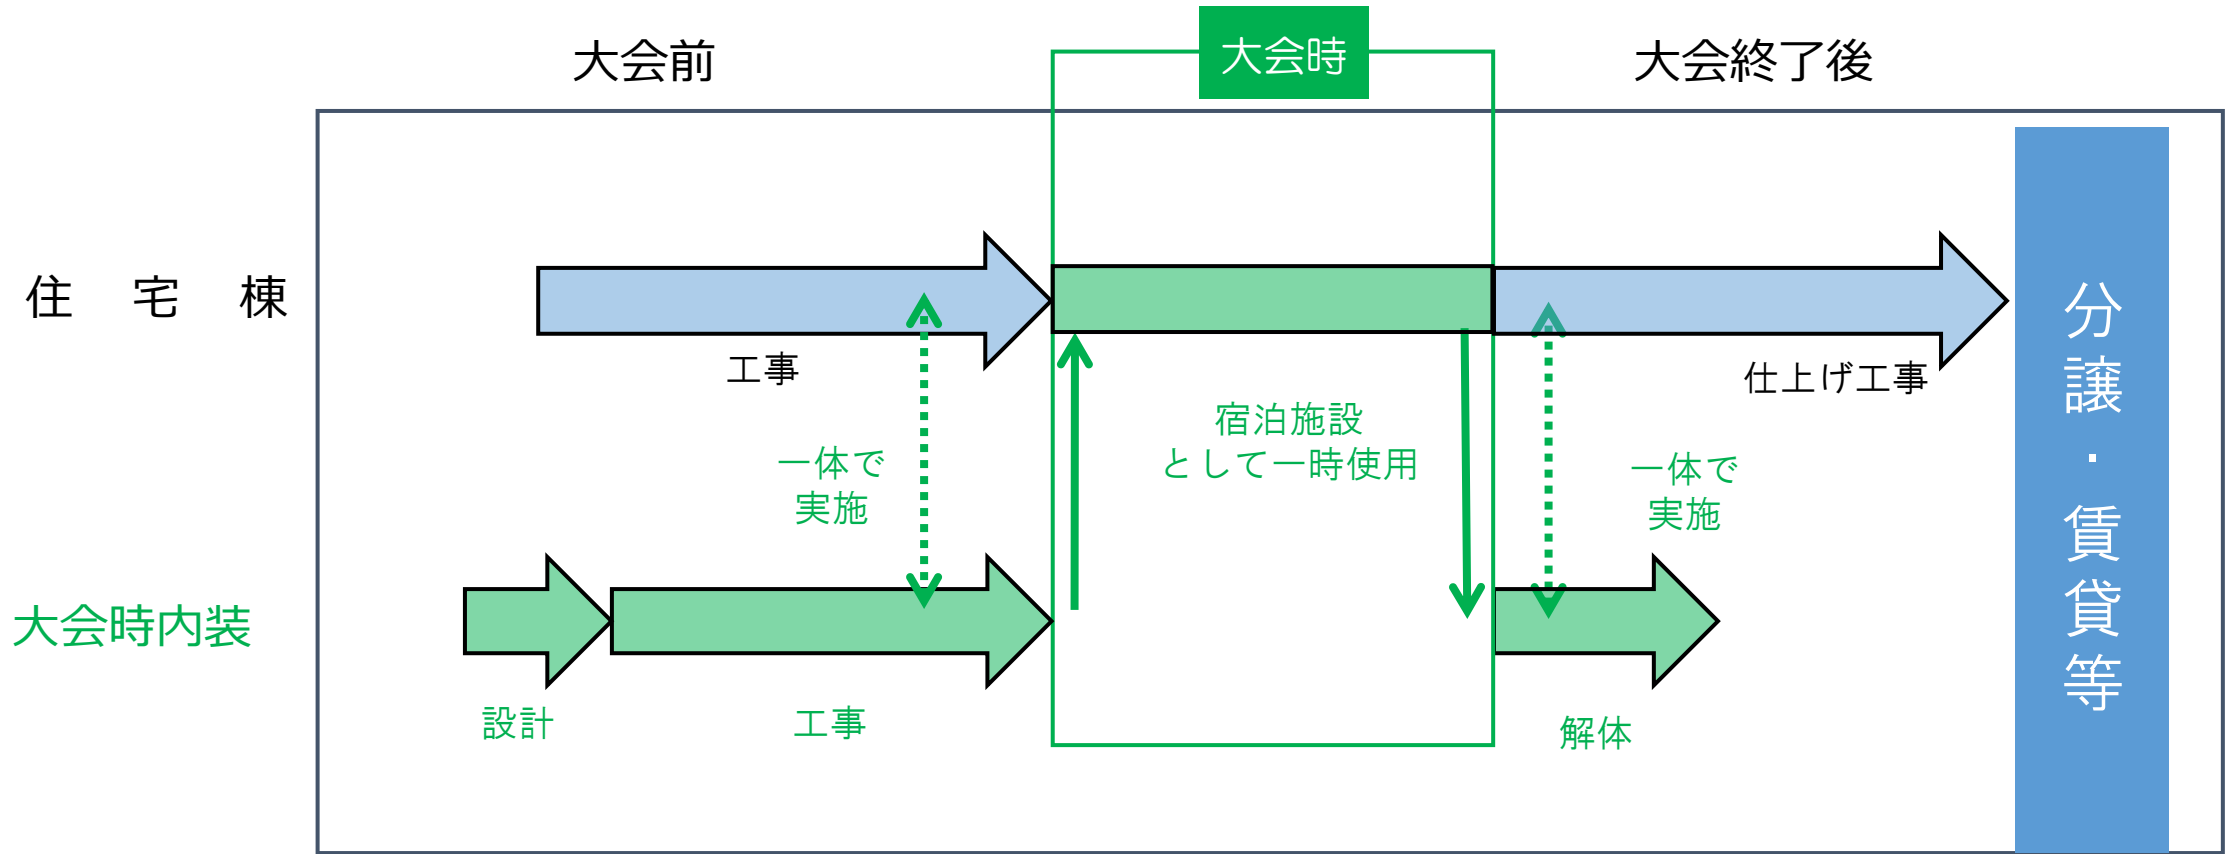 大会前
大会時
大会終了後
住 宅 棟
工事
仕上げ工事
宿泊施設
として一時使用
一体で
実施
一体で
実施
大会時内装
設計
工事
解体
分譲・賃貸等